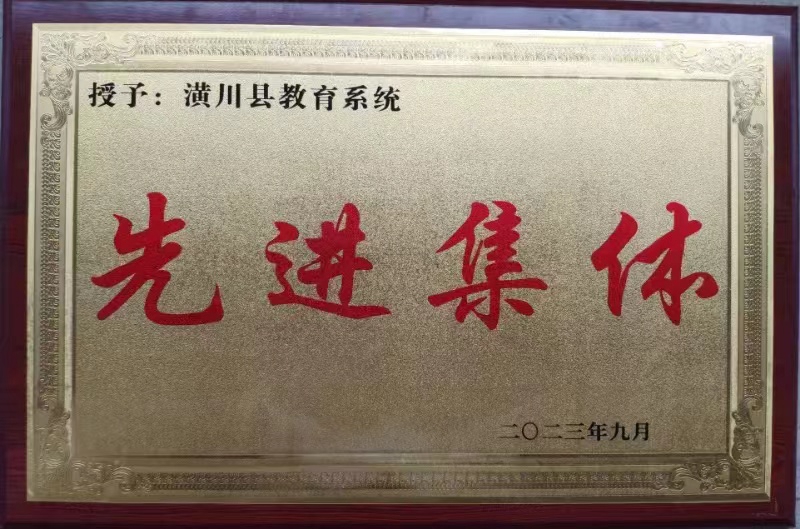 授予：潢川县教育系统
先进集体
二〇二三年九月